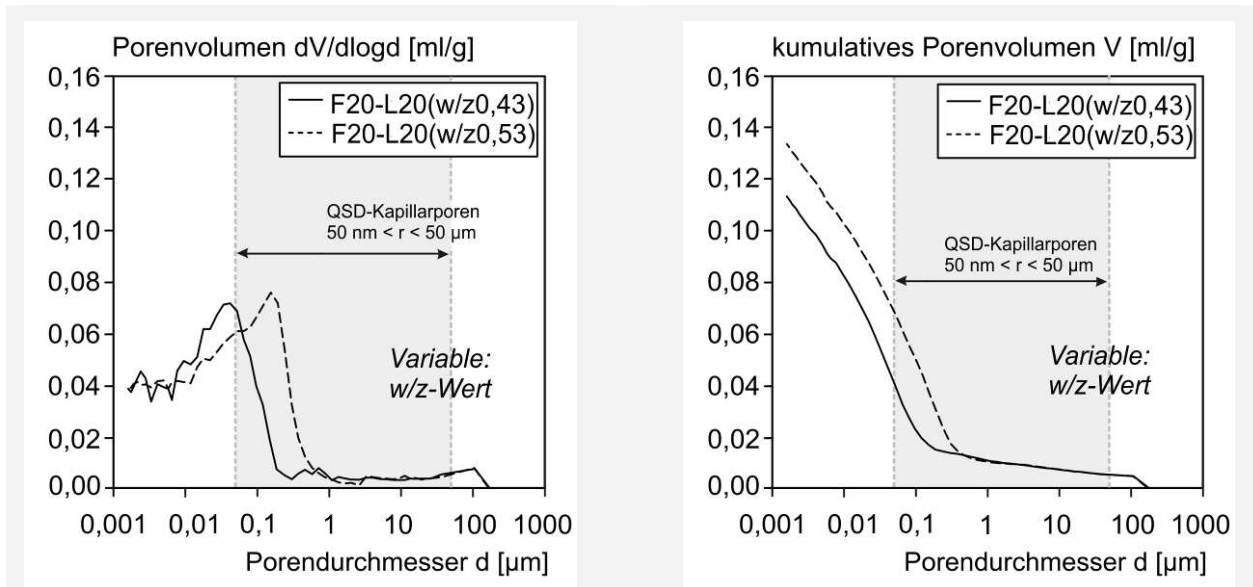 Porenvolumen dV/dlogd [ml/g]
0,16
0,14
0,12
0,10
0,08
0,06
0,04
0,02
0,00
F20-L20(w/z0,43)
F20-L20(w/z0,53)
QSD-Kapillarporen
50 nm < r < 50 µm
Variable:
w/z-Wert
0,001 0,01 0,1 1 10 100 1000
Porendurchmesser d [µm]
kumulatives Porenvolumen V [ml/g]
0,16
0,14
0,12
0,10
0,08
0,06
0,04
0,02
0,00
F20-L20(w/z0,43)
F20-L20(w/z0,53)
QSD-Kapillarporen
50 nm < r < 50 µm
Variable:
w/z-Wert
0,001 0,01 0,1 1 10 100 1000
Porendurchmesser d [µm]